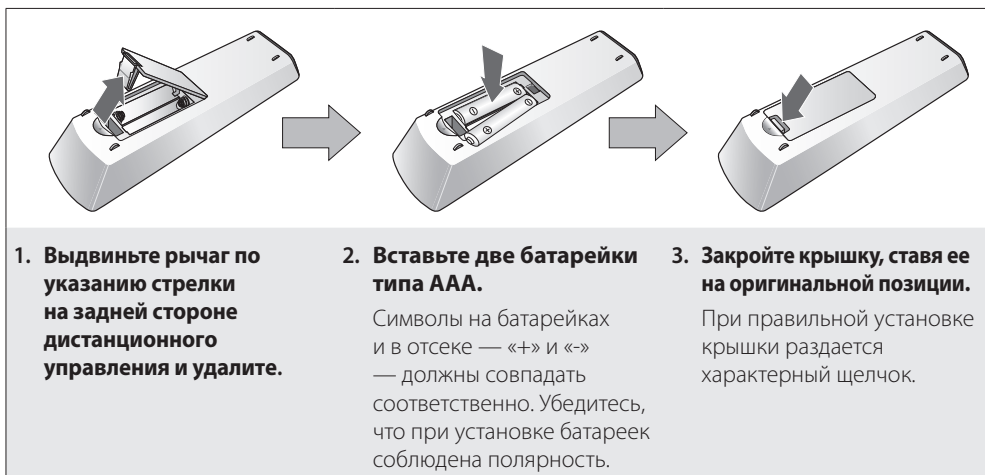 1. Выдвиньте рычаг по
указанию стрелки
на задней стороне
дистанционного
управления и удалите.
2. Вставьте две батарейки
типа AAA.
Символы на батарейках
и в отсеке — «+» и «-»
— должны совпадать
соответственно. Убедитесь,
что при установке батареек
соблюдена полярность.
3. Закройте крышку, ставя ее
на оригинальной позиции.
При правильной установке
крышки раздается
характерный щелчок.